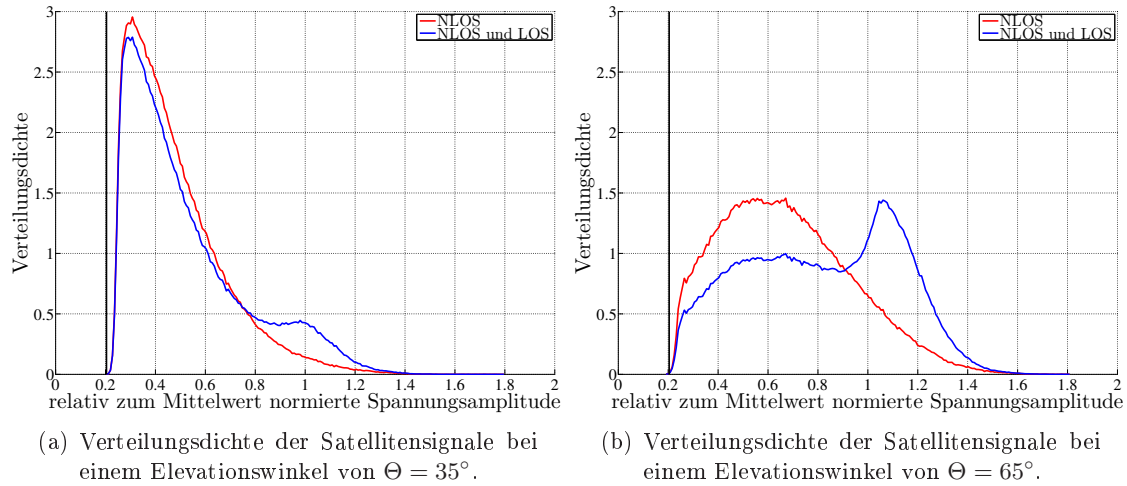 3
2.5
2
1.5
1
0.5
0
0 0.2 0.4 0.6 0.8 1 1.2 1.4 1.6 1.8 2
Verteilungsdichte
relativ zum Mittelwert normierte Spannungsamplitude
NLOS
NLOS und LOS
(a) Verteilungsdichte der Satellitensignale bei
einem Elevationswinkel von Θ = 35°.
3
2.5
2
1.5
1
0.5
0
0 0.2 0.4 0.6 0.8 1 1.2 1.4 1.6 1.8 2
Verteilungsdichte
relativ zum Mittelwert normierte Spannungsamplitude
NLOS
NLOS und LOS
(b) Verteilungsdichte der Satellitensignale bei
einem Elevationswinkel von Θ = 65°.